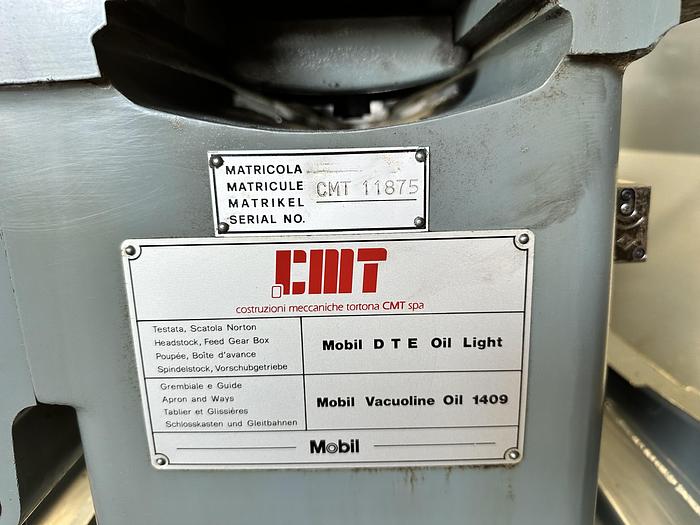 MATRICOLA
MATRICULE
MATRIKEL
SERIAL NO.
CMT 11875
CMT
costruzioni meccaniche tortona CMT spa
Testata, Scatola Norton
Headstock, Feed Gear Box
Poupée, Boîte d'avance
Spindelstock, Vorschubgetriebe
Mobil DTE Oil Light
Grembiale e Guide
Apron and Ways
Tablier et Glissiéres
Schlosskasten und Gleitbahnen
Mobil Vacuoline Oil 1409
Mobil